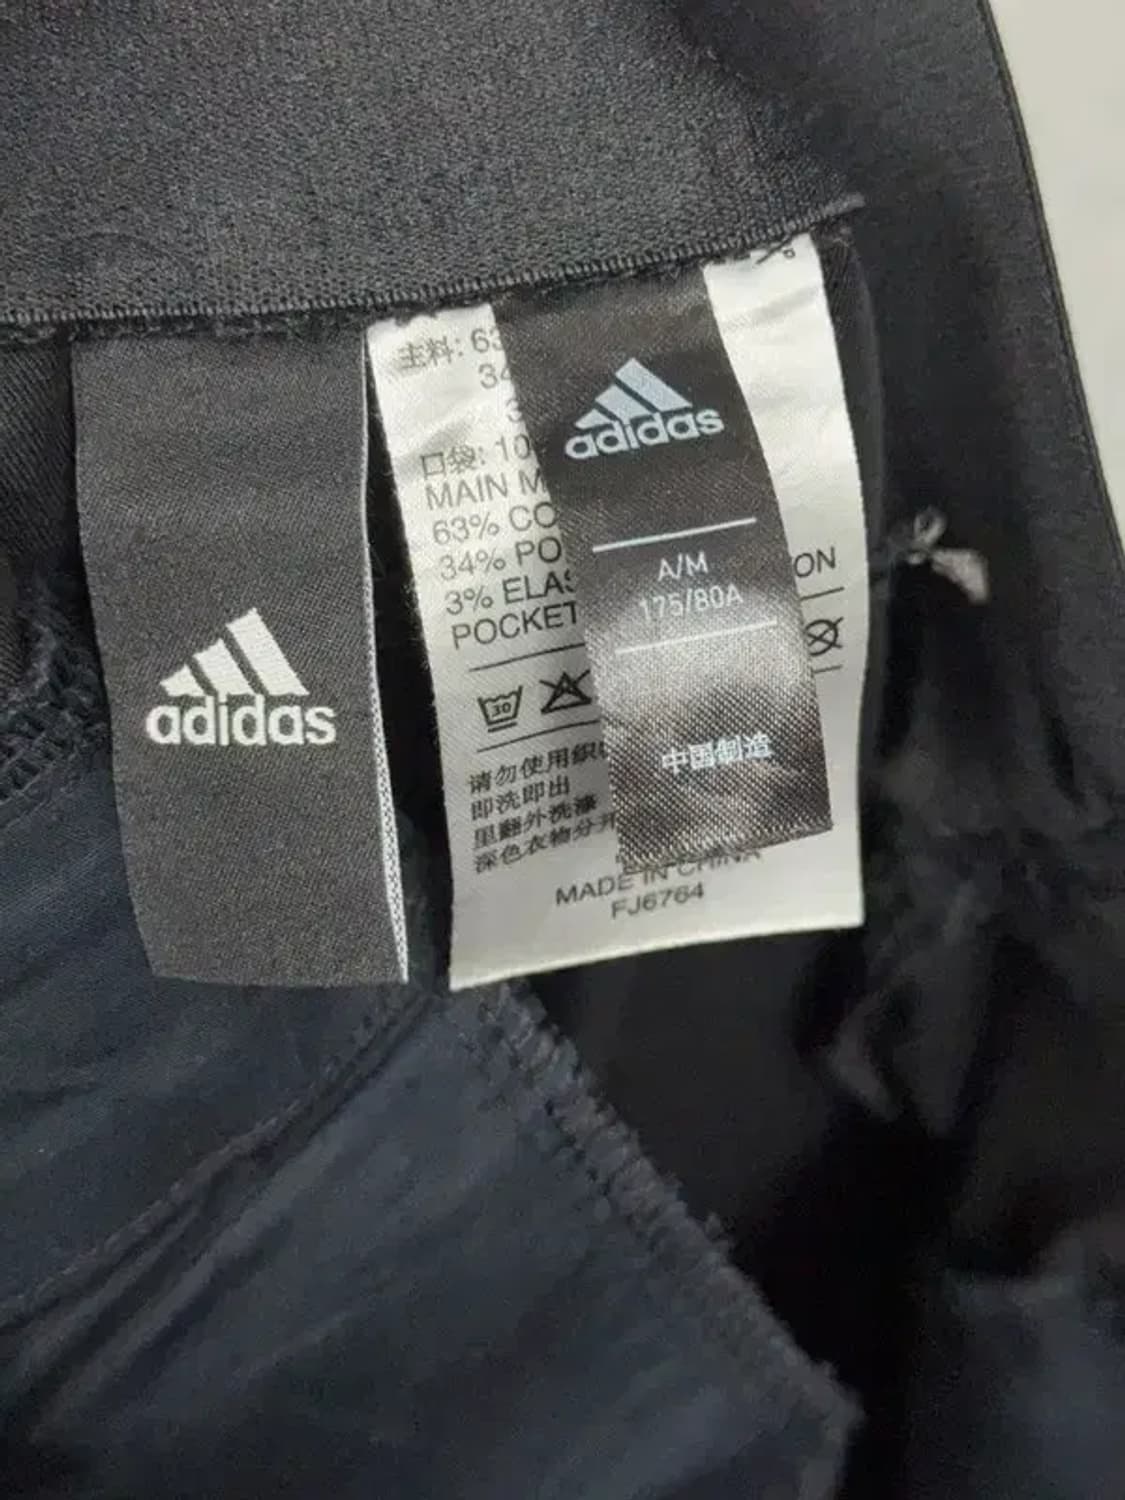 adidas
主料: 63
34
3
口袋: 10
MAIN M
63% CO
34% PO
3% ELAS
POCKET
ON
30
请勿使用织
即洗即出
里翻外洗涤
深色衣物分开
MADE IN CHINA
FJ6764
adidas
A/M
175/80A
中国制造